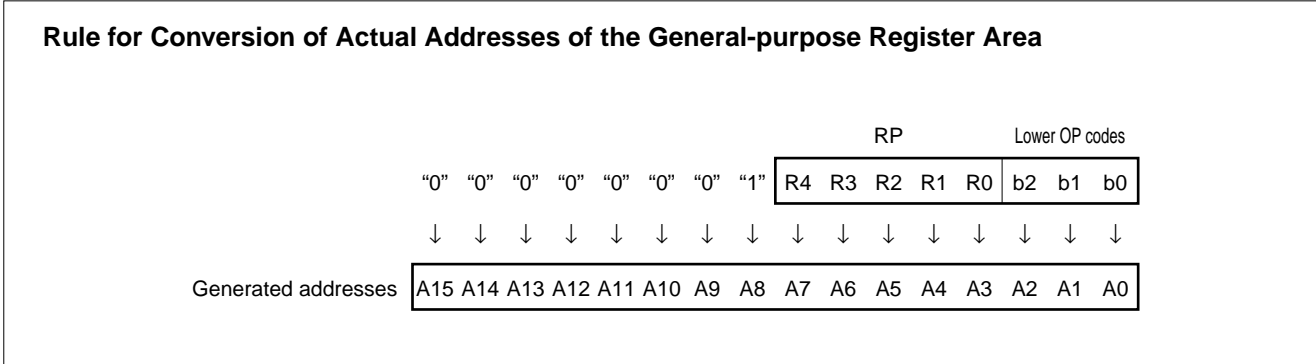 Rule for Conversion of Actual Addresses of the General-purpose Register Area
RP Lower OP codes
“0” “0” “0” “0” “0” “0” “0” “1” R4 R3 R2 R1 R0 b2 b1 b0
↓ ↓ ↓ ↓ ↓ ↓ ↓ ↓ ↓ ↓ ↓ ↓ ↓ ↓ ↓ ↓
Generated addresses A15 A14 A13 A12 A11 A10 A9 A8 A7 A6 A5 A4 A3 A2 A1 A0